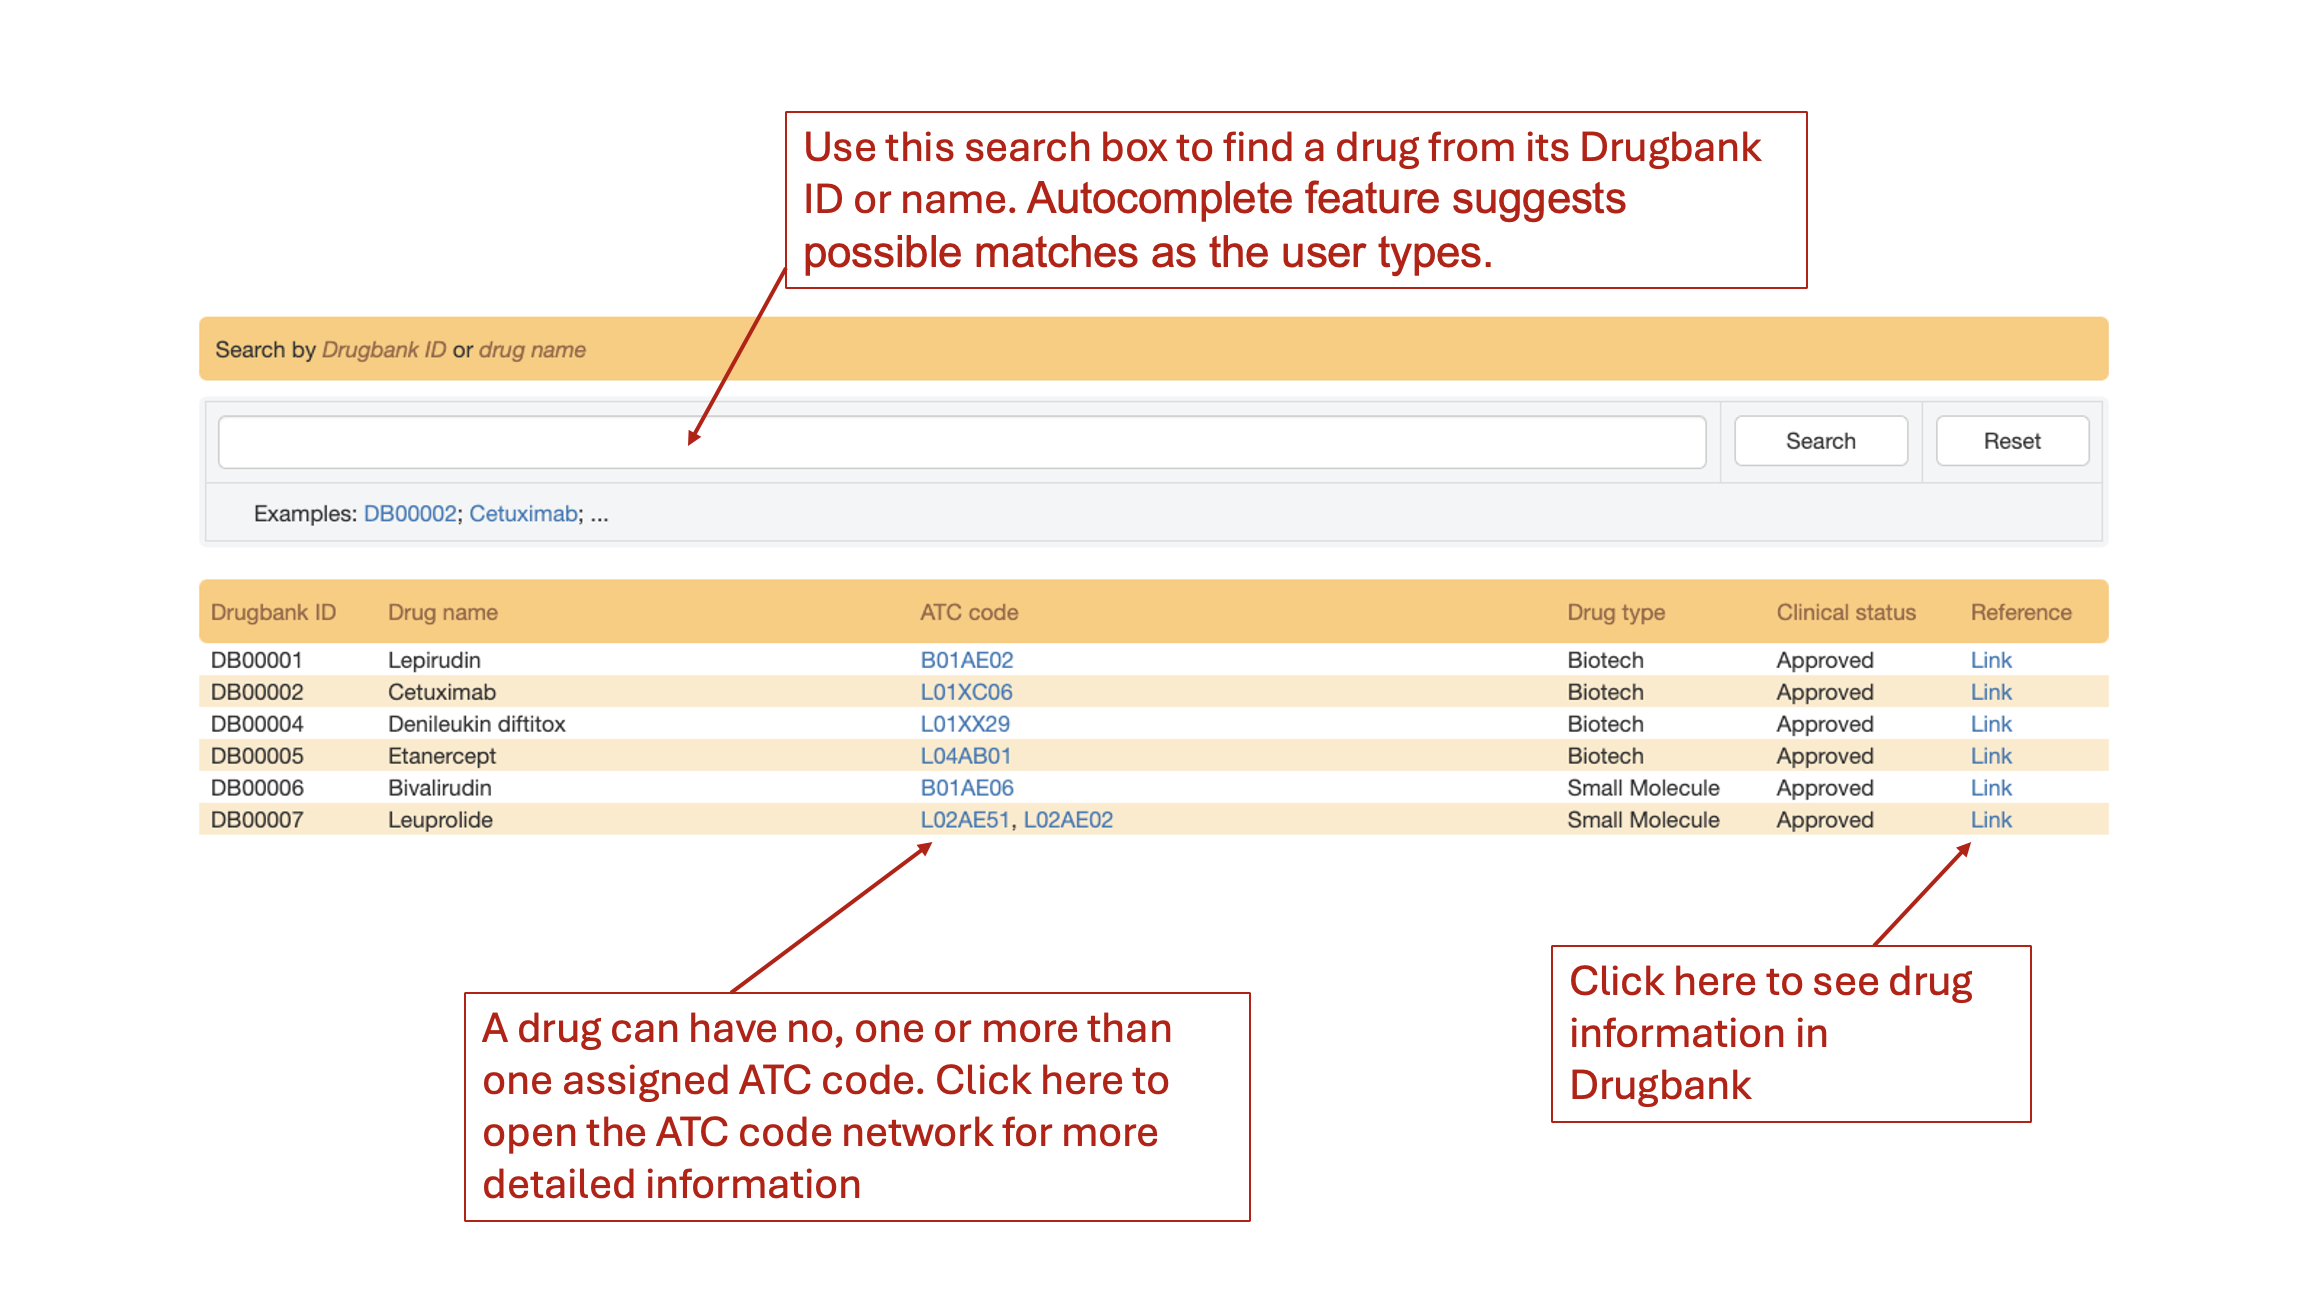 Use this search box to find a drug from its Drugbank
ID or name. Autocomplete feature suggests
possible matches as the user types.
Search by Drugbank ID or drug name
Search Reset
Examples: DB00002; Cetuximab; ...
Drugbank ID Drug name ATC code Drug type Clinical status Reference
DB00001 Lepirudin B01AE02 Biotech Approved Link
DB00002 Cetuximab L01XC06 Biotech Approved Link
DB00004 Denileukin diftitox L01XX29 Biotech Approved Link
DB00005 Etanercept L04AB01 Biotech Approved Link
DB00006 Bivalirudin B01AE06 Small Molecule Approved Link
DB00007 Leuprolide L02AE51, L02AE02 Small Molecule Approved Link
A drug can have no, one or more than
one assigned ATC code. Click here to
open the ATC code network for more
detailed information
Click here to see drug
information in
Drugbank